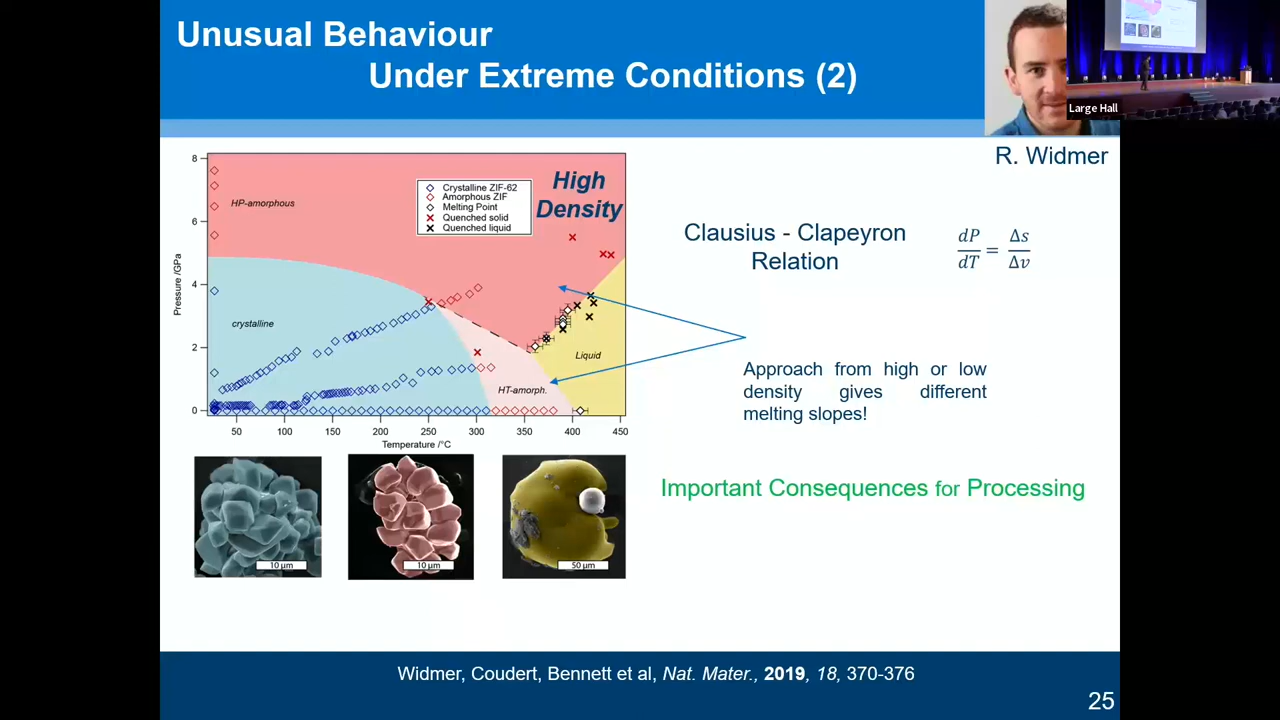 Unusual Behaviour
Under Extreme Conditions (2)
Large Hall
R. Widmer
8
6
4
2
0
Pressure /GPa
HP-amorphous
Crystalline ZIF-62
Amorphous ZIF
Melting Point
Quenched solid
Quenched liquid
High
Density
crystalline
Liquid
HT-amorph.
50 100 150 200 250 300 350 400 450
Temperature /°C
Clausius - Clapeyron
Relation
dP/dT = Δs/Δv
Approach from high or low
density gives different
melting slopes!
Important Consequences for Processing
10 µm
10 µm
50 µm
Widmer, Coudert, Bennett et al, Nat. Mater., 2019, 18, 370-376
25